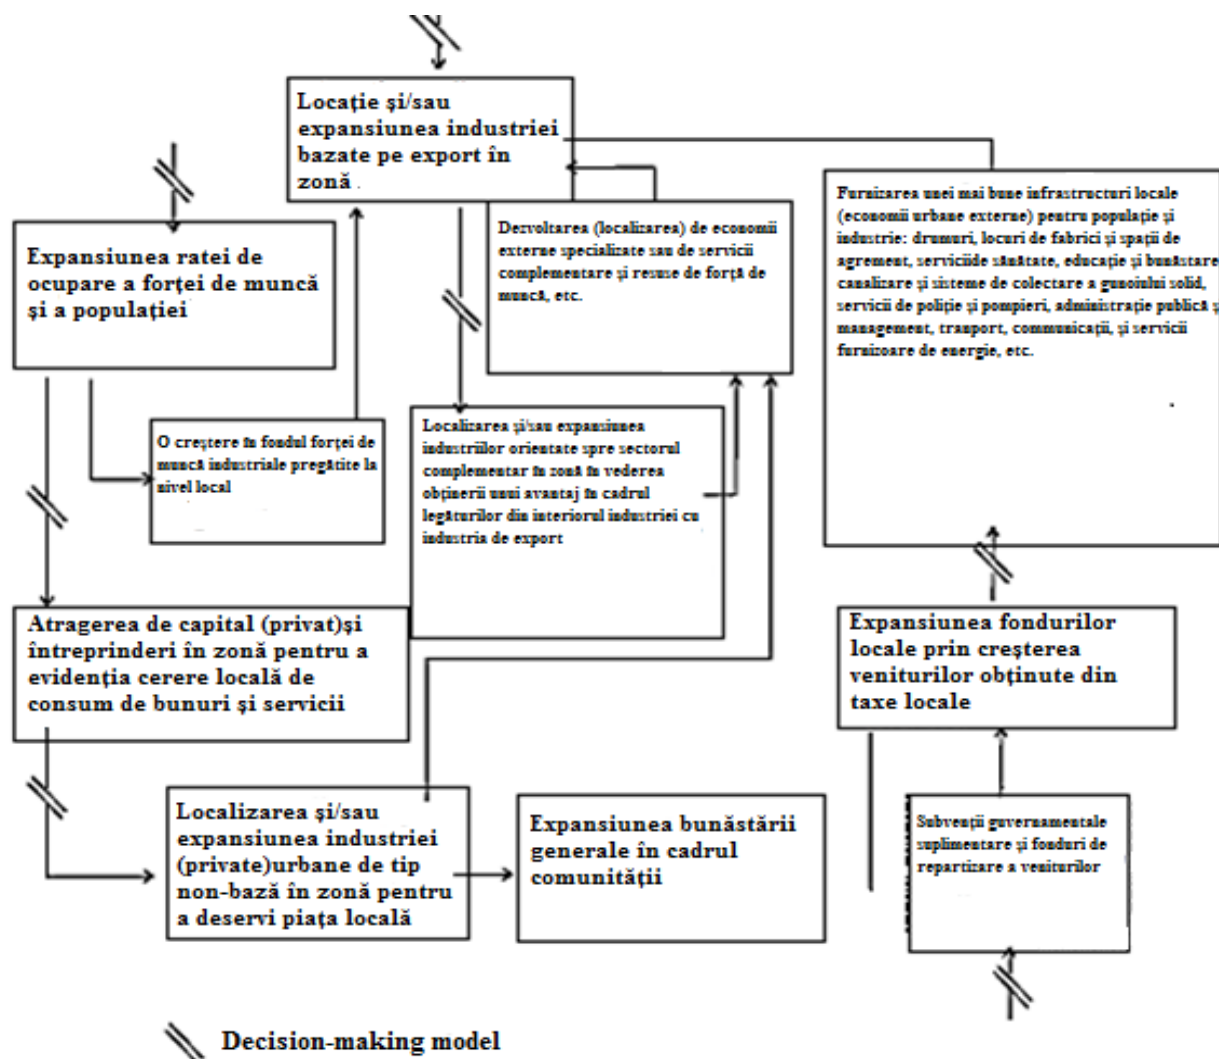 Locație și/sau
expansiunea industriei
bazate pe export în
zonă .
Expansiunea ratei de
ocupare a forței de muncă
și a populației
Dezvoltarea (localizarea) de economii
externe specializate sau de servicii
complementare și resuse de forță de
muncă, etc.
Furnizarea unei mai bune infrastructuri locale
(economii urbane externe) pentru populație și
industrie: drumuri, locuri de fabrici și spații de
agrement, serviciide sănătate, educație și bunăstare
canalizare și sisteme de colectare a gunoiului solid,
servicii de poliție și pompieri, administrație publică ș
management, tranport, communicații, și servicii
furnizoare de energie, etc.
O creștere în fondul forței de
muncă industriale pregătite la
nivel local
Localizarea și/sau expansiunea
industriilor orientate spre sectorul
complementar în zonă în vederea
obținerii unui avantaj în cadrul
legăturilor din interiorul industriei cu
industria de export
Atragerea de capital (privat)și
întreprinderi în zonă pentru a
evidenția cerere locală de
consum de bunuri și servicii
Expansiunea fondurilor
locale prin creșterea
veniturilor obținute din
taxe locale
Localizarea și/sau
expansiunea industriei
(private)urbane de tip
non-bază în zonă pentru
a deservi piața locală
Expansiunea bunăstării
generale în cadrul
comunității
Subvenții guvernamentale
suplimentare și fonduri de
repartizare a veniturilor
Decision-making model